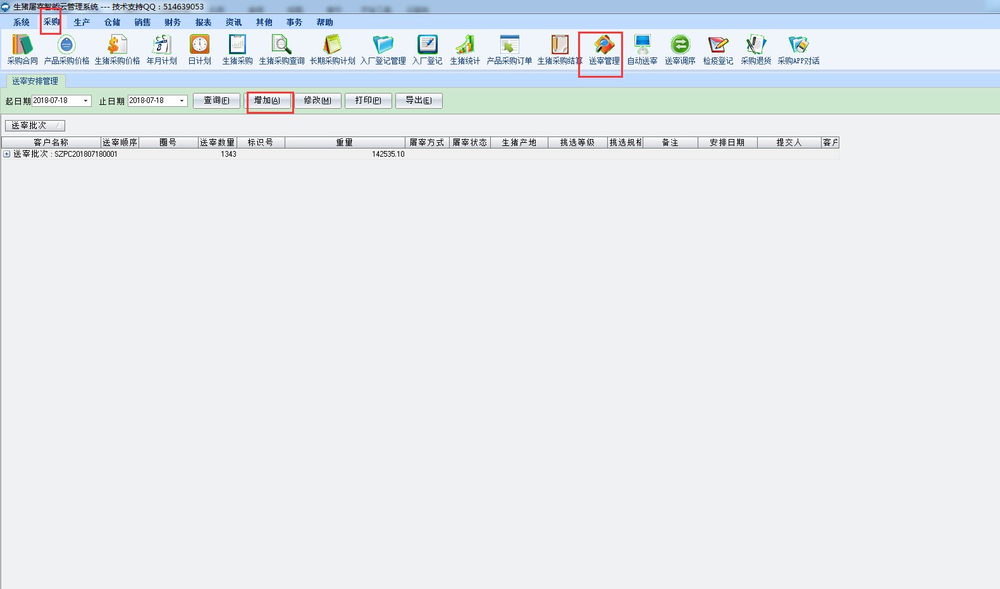 生猪屠宰智能云管理系统 --- 技术支持QQ：514639053
系统 采购 生产 仓储 销售 财务 报表 资讯 其他 事务 帮助
采购合同 产品采购价格 生猪采购价格 年月计划 日计划 生猪采购 生猪采购查询 长期采购计划 入厂登记管理 入厂登记 生猪统计 产品采购订单 生猪采购结算 送宰管理 自动送宰 送宰调序 检疫登记 采购退货 采购APP对话
送宰安排管理
起日期 2018-07-18 止日期 2018-07-18 查询(F) 增加(A) 修改(M) 打印(P) 导出(E)
送宰批次
客户名称 送宰顺序 圈号 送宰数量 标识号 重量 屠宰方式 屠宰状态 生猪产地 挑选等级 挑选规格 备注 安排日期 提交人 客户
送宰批次 : SZPC201807180001 1343 142535.10